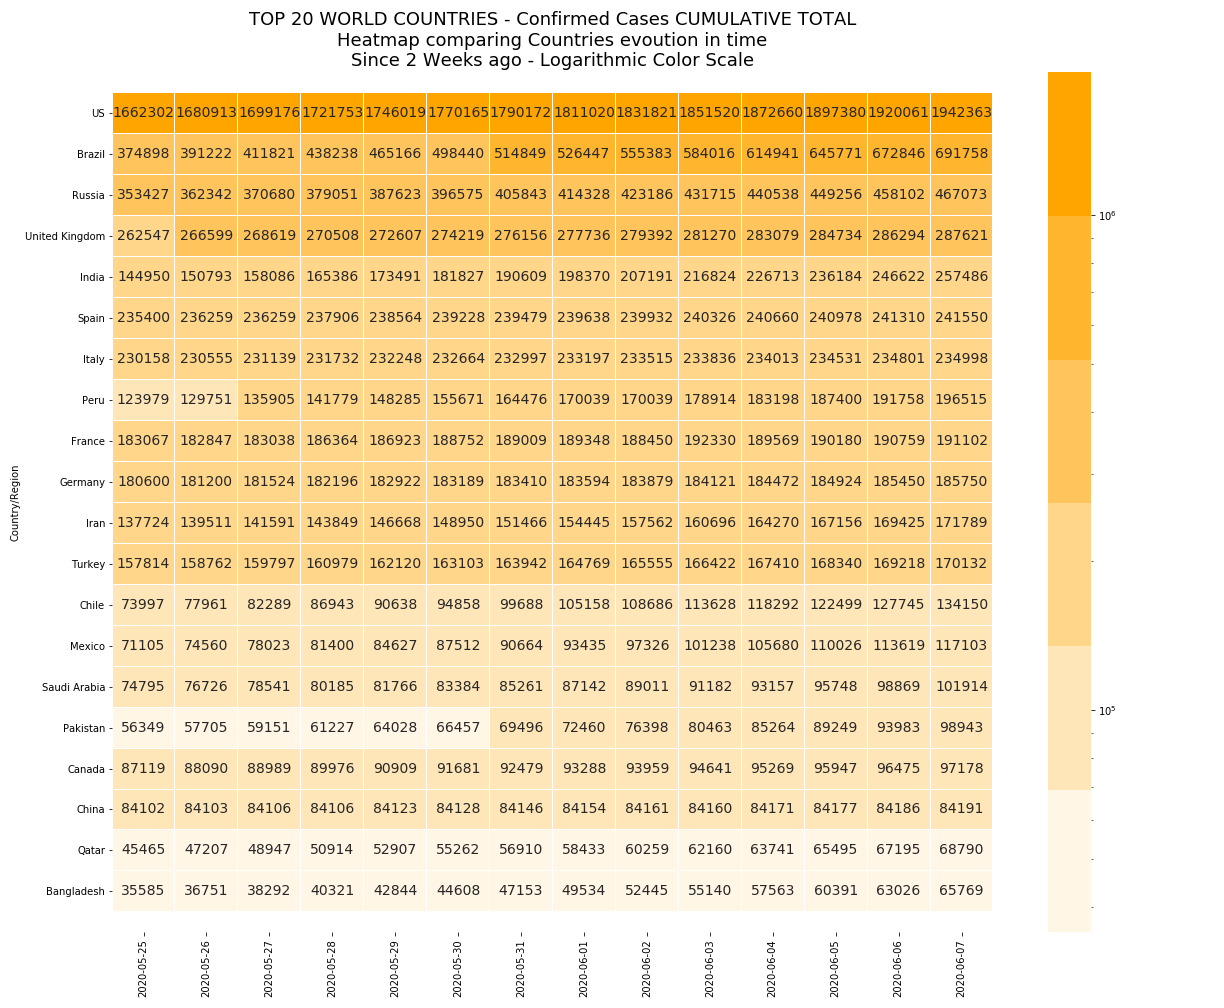 TOP 20 WORLD COUNTRIES - Confirmed Cases CUMULATIVE TOTAL
Heatmap comparing Countries evoution in time
Since 2 Weeks ago - Logarithmic Color Scale
US 1662302 1680913 1699176 1721753 1746019 1770165 1790172 1811020 1831821 1851520 1872660 1897380 1920061 1942363
Brazil 374898 391222 411821 438238 465166 498440 514849 526447 555383 584016 614941 645771 672846 691758
Russia 353427 362342 370680 379051 387623 396575 405843 414328 423186 431715 440538 449256 458102 467073
United Kingdom 262547 266599 268619 270508 272607 274219 276156 277736 279392 281270 283079 284734 286294 287621
India 144950 150793 158086 165386 173491 181827 190609 198370 207191 216824 226713 236184 246622 257486
Spain 235400 236259 236259 237906 238564 239228 239479 239638 239932 240326 240660 240978 241310 241550
Italy 230158 230555 231139 231732 232248 232664 232997 233197 233515 233836 234013 234531 234801 234998
Peru 123979 129751 135905 141779 148285 155671 164476 170039 170039 178914 183198 187400 191758 196515
France 183067 182847 183038 186364 186923 188752 189009 189348 188450 192330 189569 190180 190759 191102
Germany 180600 181200 181524 182196 182922 183189 183410 183594 183879 184121 184472 184924 185450 185750
Iran 137724 139511 141591 143849 146668 148950 151466 154445 157562 160696 164270 167156 169425 171789
Turkey 157814 158762 159797 160979 162120 163103 163942 164769 165555 166422 167410 168340 169218 170132
Chile 73997 77961 82289 86943 90638 94858 99688 105158 108686 113628 118292 122499 127745 134150
Mexico 71105 74560 78023 81400 84627 87512 90664 93435 97326 101238 105680 110026 113619 117103
Saudi Arabia 74795 76726 78541 80185 81766 83384 85261 87142 89011 91182 93157 95748 98869 101914
Pakistan 56349 57705 59151 61227 64028 66457 69496 72460 76398 80463 85264 89249 93983 98943
Canada 87119 88090 88989 89976 90909 91681 92479 93288 93959 94641 95269 95947 96475 97178
China 84102 84103 84106 84106 84123 84128 84146 84154 84161 84160 84171 84177 84186 84191
Qatar 45465 47207 48947 50914 52907 55262 56910 58433 60259 62160 63741 65495 67195 68790
Bangladesh 35585 36751 38292 40321 42844 44608 47153 49534 52445 55140 57563 60391 63026 65769
2020-05-25 2020-05-26 2020-05-27 2020-05-28 2020-05-29 2020-05-30 2020-05-31 2020-06-01 2020-06-02 2020-06-03 2020-06-04 2020-06-05 2020-06-06 2020-06-07
Country/Region
10⁶
10⁵